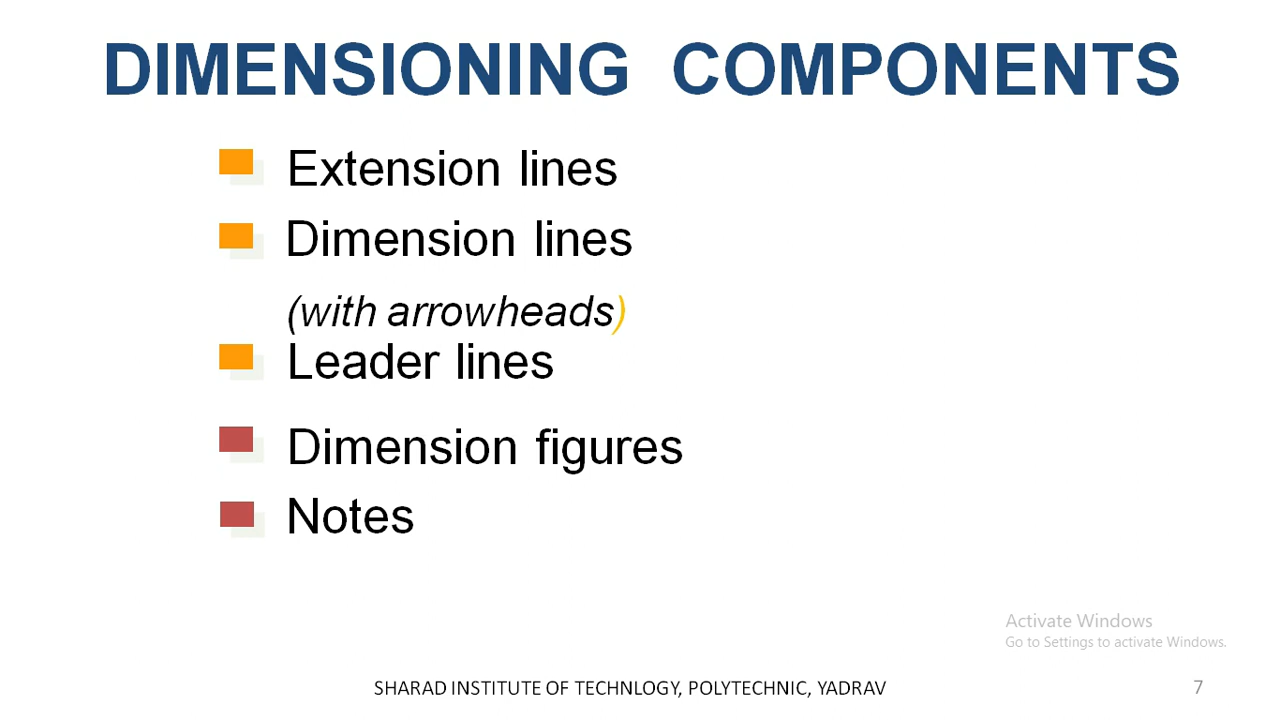 DIMENSIONING COMPONENTS
Extension lines
Dimension lines
(with arrowheads)
Leader lines
Dimension figures
Notes
Activate Windows
Go to Settings to activate Windows.
SHARAD INSTITUTE OF TECHNLOGY, POLYTECHNIC, YADRAV
7